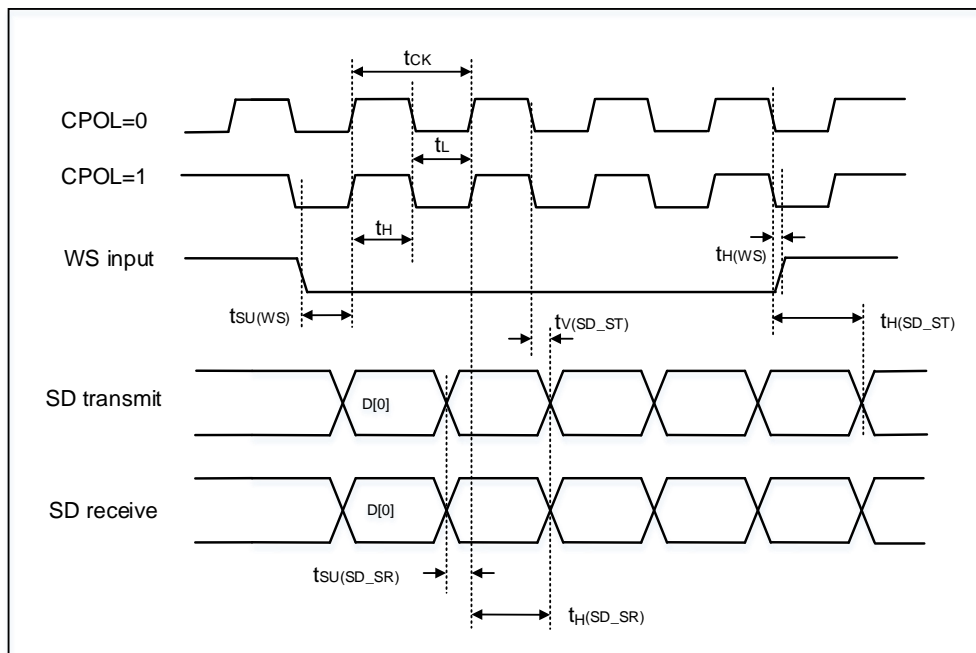 tCK
CPOL=0
tL
CPOL=1
tH
tH(WS)
WS input
tSU(WS)
tV(SD_ST)
tH(SD_ST)
SD transmit
D[0]
SD receive
D[0]
tSU(SD_SR)
tH(SD_SR)